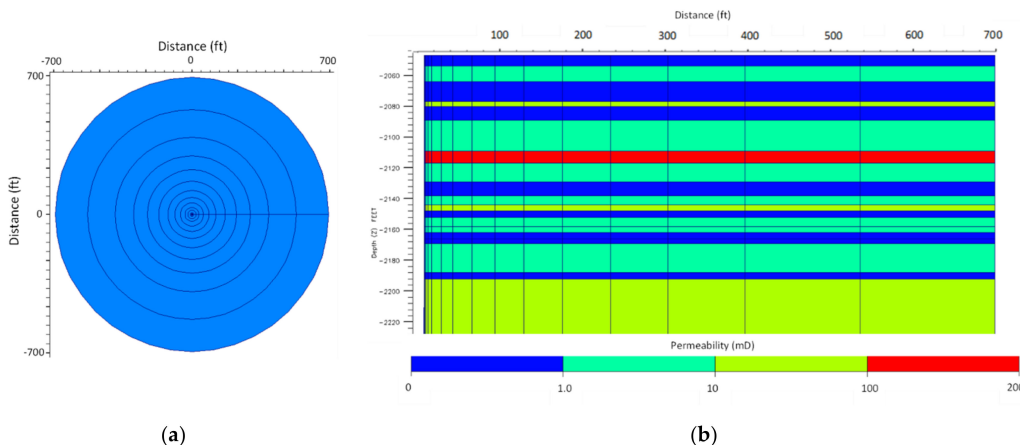 Distance (ft)
-700 0 700
700
0
-700
Distance (ft)
Distance (ft)
100 200 300 400 500 600 700
-2060
-2080
-2100
-2120
-2140
-2160
-2180
-2200
-2220
Depth (Z) FEET
Permeability (mD)
0 1.0 10 100 200
(a) (b)